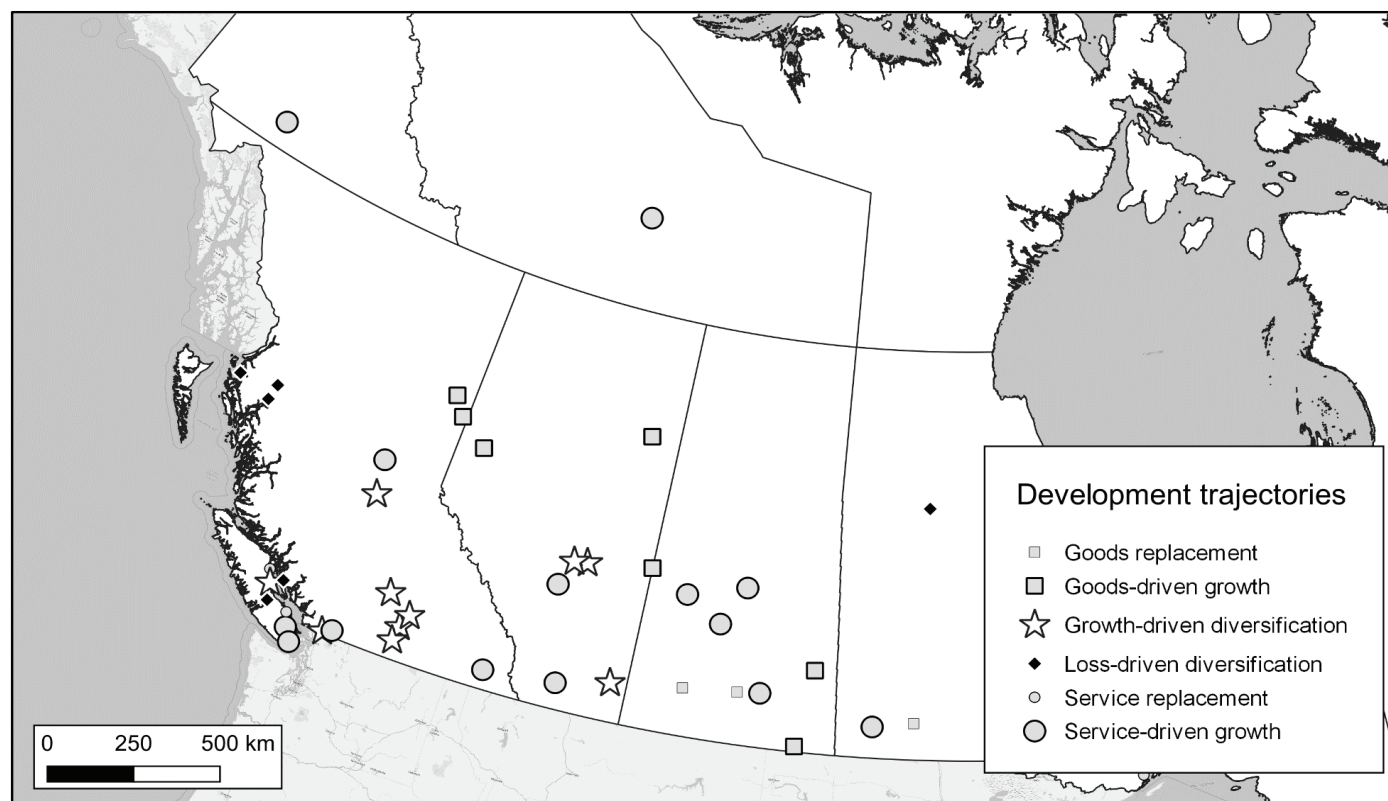 Development trajectories
Goods replacement
Goods-driven growth
Growth-driven diversification
Loss-driven diversification
Service replacement
Service-driven growth
0 250 500 km